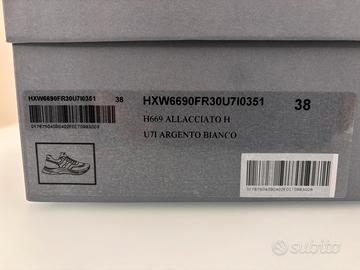 HXW6690FR30U7I0351 38
HXW6690FR30U7I0351 38
H669 ALLACCIATO H
U7I ARGENTO BIANCO
subito